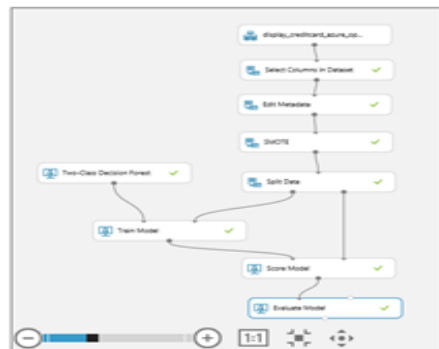 display_creditcard_azure_op...
Select Columns in Dataset
Edit Metadata
SMOTE
Two-Class Decision Forest
Split Data
Train Model
Score Model
Evaluate Model
1:1